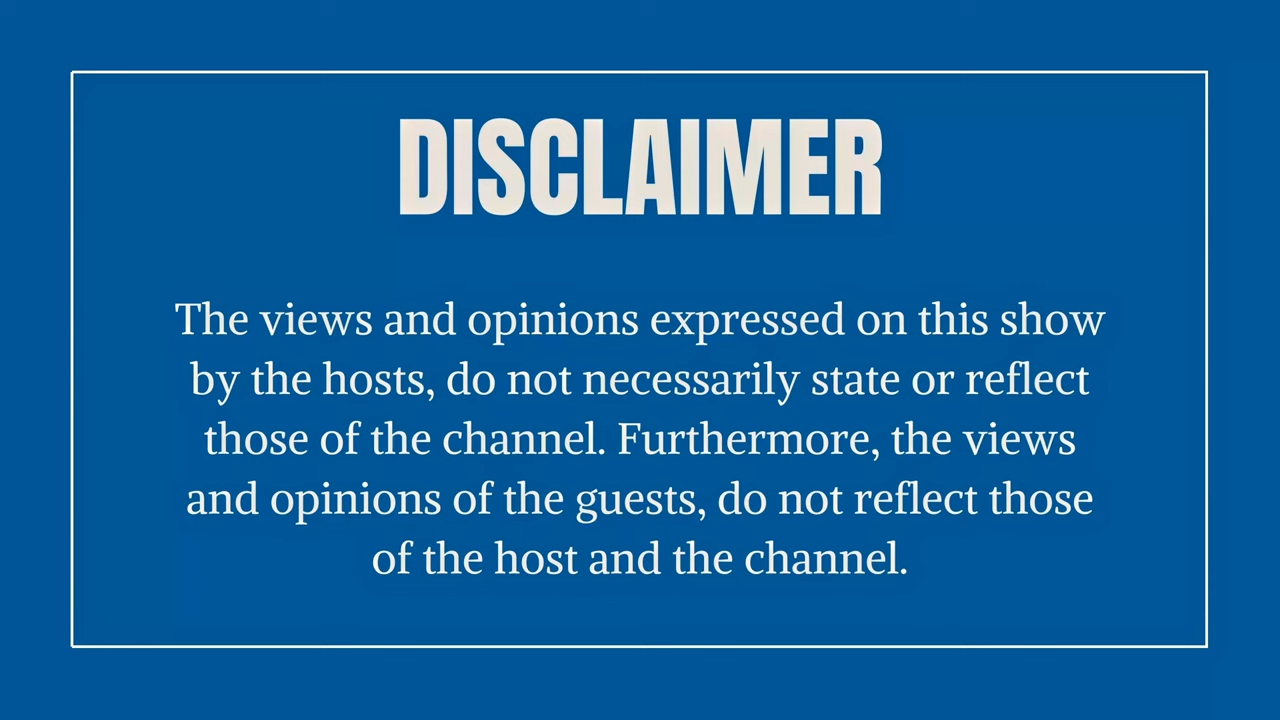 DISCLAIMER
The views and opinions expressed on this show
by the hosts, do not necessarily state or reflect
those of the channel. Furthermore, the views
and opinions of the guests, do not reflect those
of the host and the channel.